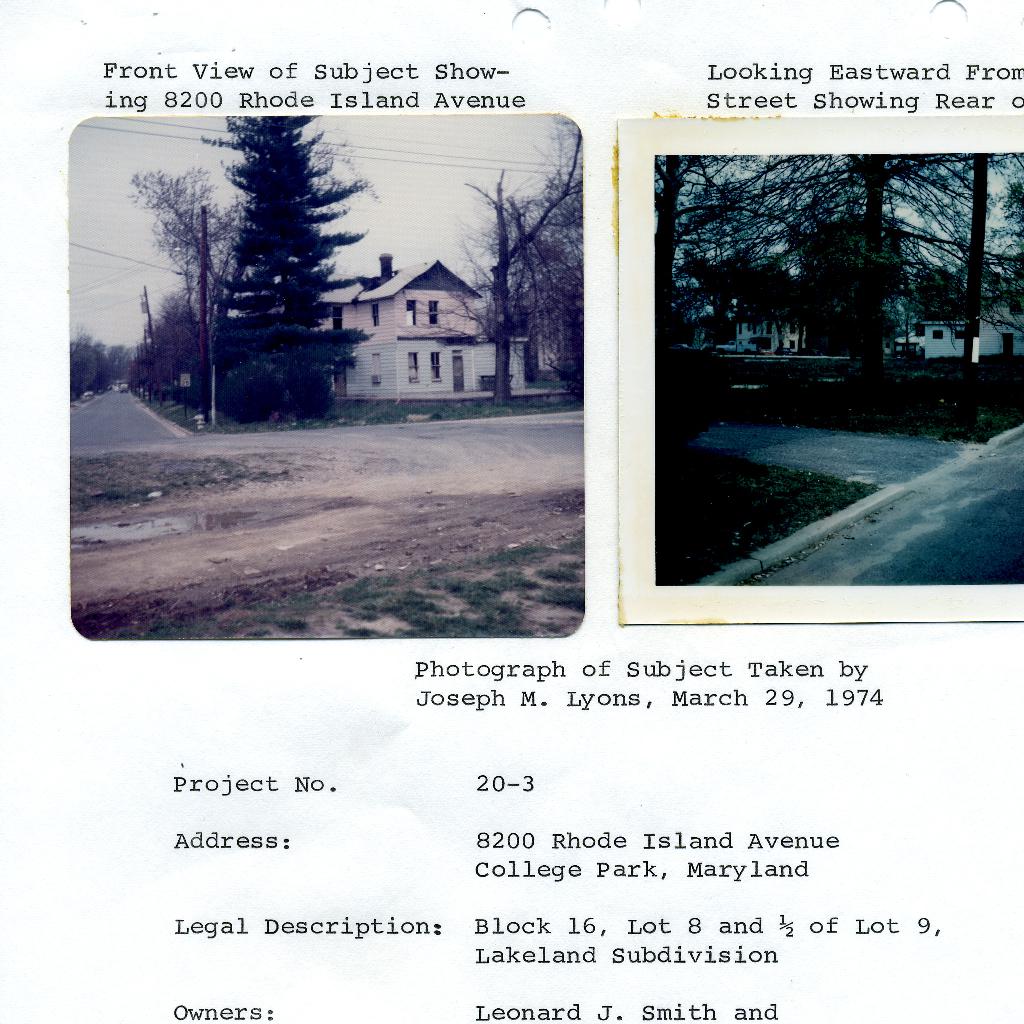 Front View of Subject Show-
ing 8200 Rhode Island Avenue
Looking Eastward From
Street Showing Rear o
Photograph of Subject Taken by
Joseph M. Lyons, March 29, 1974
Project No. 20-3
Address: 8200 Rhode Island Avenue
College Park, Maryland
Legal Description: Block 16, Lot 8 and ½ of Lot 9,
Lakeland Subdivision
Owners: Leonard J. Smith and